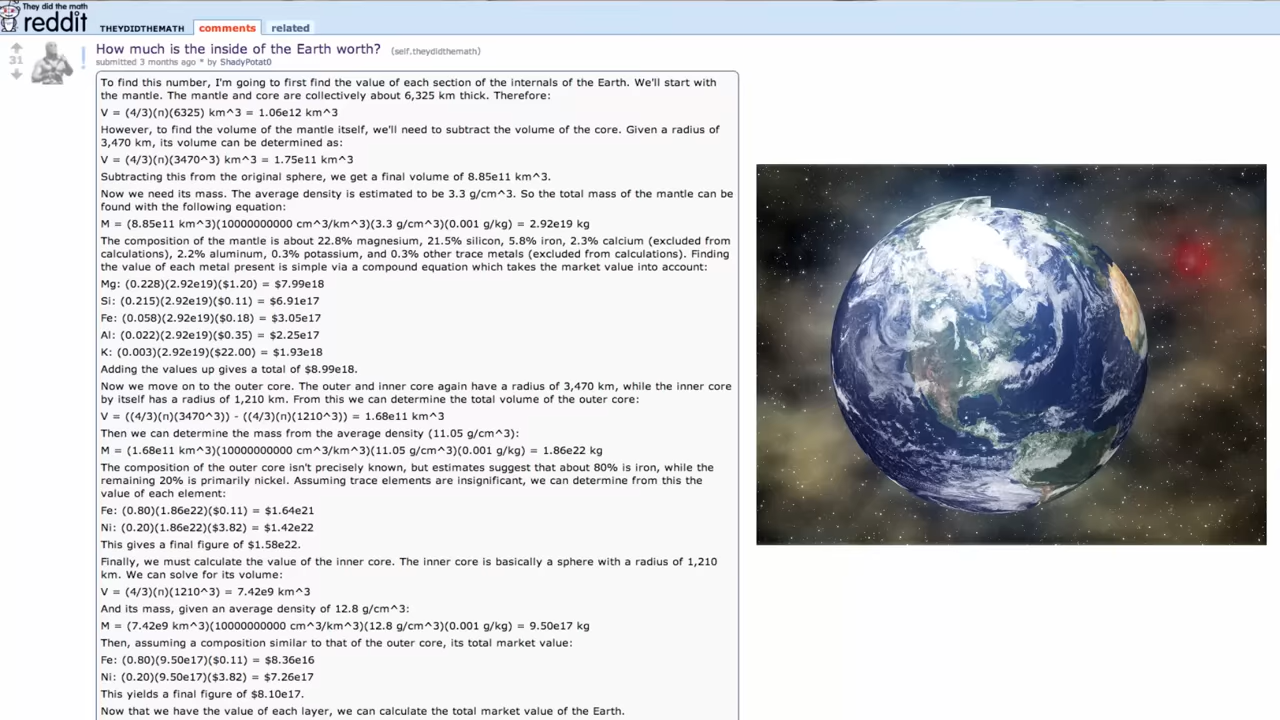 They did the math
reddit THEYDIDTHEMATH comments related
How much is the inside of the Earth worth? (self.theydidthemath)
31
submitted 3 months ago * by ShadyPotat0
To find this number, I'm going to first find the value of each section of the internals of the Earth. We'll start with
the mantle. The mantle and core are collectively about 6,325 km thick. Therefore:
V = (4/3)(π)(6325) km^3 = 1.06e12 km^3
However, to find the volume of the mantle itself, we'll need to subtract the volume of the core. Given a radius of
3,470 km, its volume can be determined as:
V = (4/3)(π)(3470^3) km^3 = 1.75e11 km^3
Subtracting this from the original sphere, we get a final volume of 8.85e11 km^3.
Now we need its mass. The average density is estimated to be 3.3 g/cm^3. So the total mass of the mantle can be
found with the following equation:
M = (8.85e11 km^3)(10000000000 cm^3/km^3)(3.3 g/cm^3)(0.001 g/kg) = 2.92e19 kg
The composition of the mantle is about 22.8% magnesium, 21.5% silicon, 5.8% iron, 2.3% calcium (excluded from
calculations), 2.2% aluminum, 0.3% potassium, and 0.3% other trace metals (excluded from calculations). Finding
the value of each metal present is simple via a compound equation which takes the market value into account:
Mg: (0.228)(2.92e19)($1.20) = $7.99e18
Si: (0.215)(2.92e19)($0.11) = $6.91e17
Fe: (0.058)(2.92e19)($0.18) = $3.05e17
Al: (0.022)(2.92e19)($0.35) = $2.25e17
K: (0.003)(2.92e19)($22.00) = $1.93e18
Adding the values up gives a total of $8.99e18.
Now we move on to the outer core. The outer and inner core again have a radius of 3,470 km, while the inner core
by itself has a radius of 1,210 km. From this we can determine the total volume of the outer core:
V = ((4/3)(π)(3470^3)) - ((4/3)(π)(1210^3)) = 1.68e11 km^3
Then we can determine the mass from the average density (11.05 g/cm^3):
M = (1.68e11 km^3)(10000000000 cm^3/km^3)(11.05 g/cm^3)(0.001 g/kg) = 1.86e22 kg
The composition of the outer core isn't precisely known, but estimates suggest that about 80% is iron, while the
remaining 20% is primarily nickel. Assuming trace elements are insignificant, we can determine from this the
value of each element:
Fe: (0.80)(1.86e22)($0.11) = $1.64e21
Ni: (0.20)(1.86e22)($3.82) = $1.42e22
This gives a final figure of $1.58e22.
Finally, we must calculate the value of the inner core. The inner core is basically a sphere with a radius of 1,210
km. We can solve for its volume:
V = (4/3)(π)(1210^3) = 7.42e9 km^3
And its mass, given an average density of 12.8 g/cm^3:
M = (7.42e9 km^3)(10000000000 cm^3/km^3)(12.8 g/cm^3)(0.001 g/kg) = 9.50e17 kg
Then, assuming a composition similar to that of the outer core, its total market value:
Fe: (0.80)(9.50e17)($0.11) = $8.36e16
Ni: (0.20)(9.50e17)($3.82) = $7.26e17
This yields a final figure of $8.10e17.
Now that we have the value of each layer, we can calculate the total market value of the Earth.